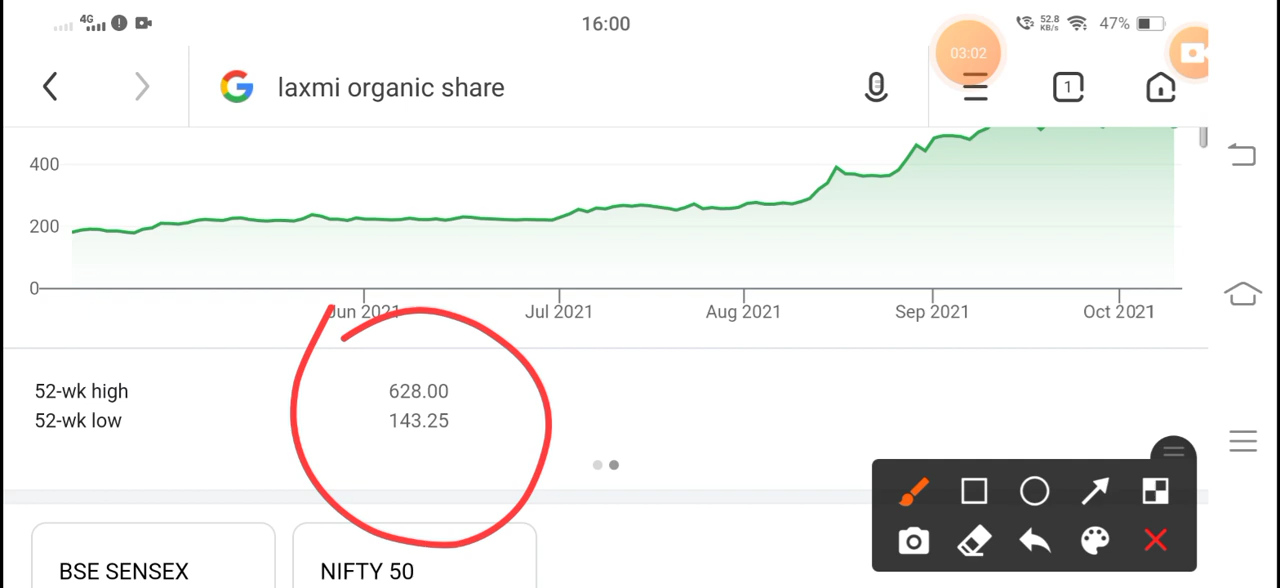 4G 16:00 52.8 KB/s 47%
03:02
laxmi organic share 1
400
200
0
Jun 2021 Jul 2021 Aug 2021 Sep 2021 Oct 2021
52-wk high 628.00
52-wk low 143.25
BSE SENSEX NIFTY 50